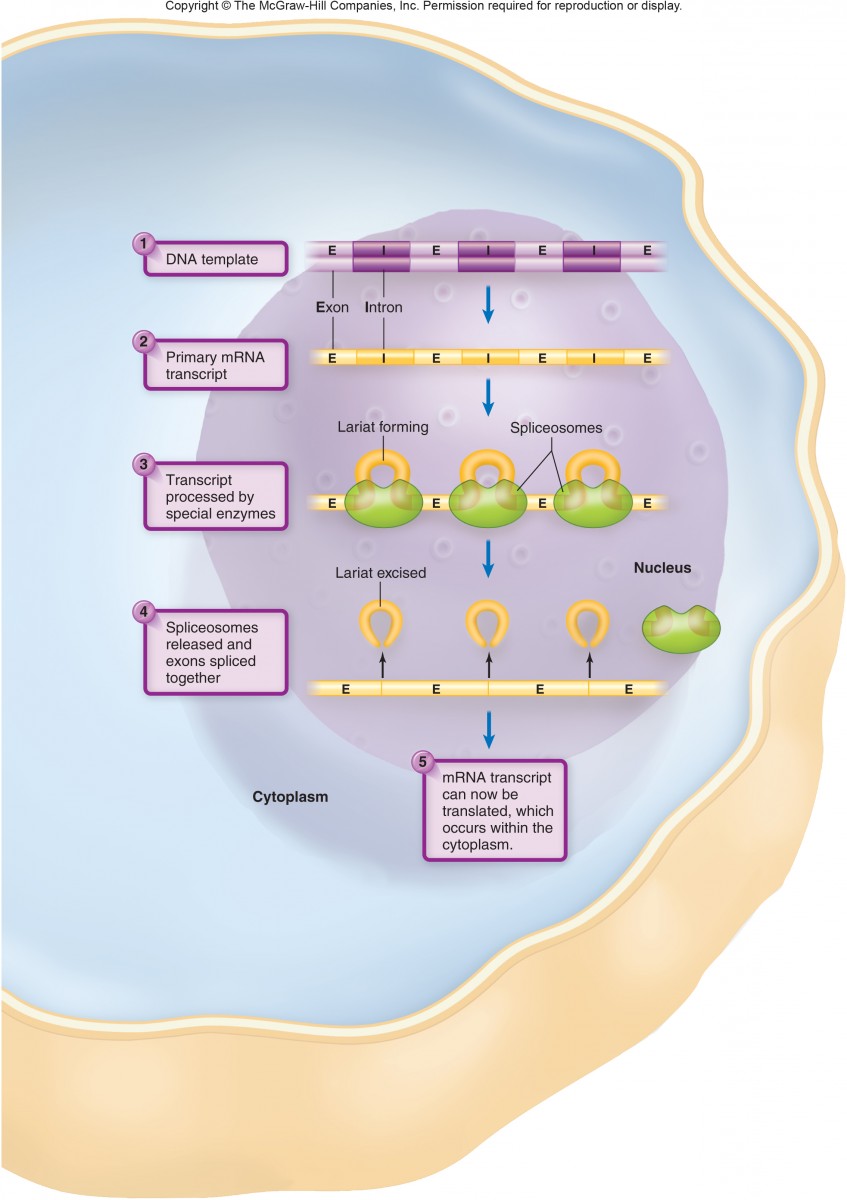 Copyright © The McGraw-Hill Companies, Inc. Permission required for reproduction or display.
1
DNA template
E I E I E I E
Exon Intron
2
Primary mRNA
transcript
E I E I E I E
Lariat forming
Spliceosomes
3
Transcript
processed by
special enzymes
E E E E
Lariat excised
Nucleus
4
Spliceosomes
released and
exons spliced
together
E E E E
5
mRNA transcript
can now be
translated, which
occurs within the
cytoplasm.
Cytoplasm